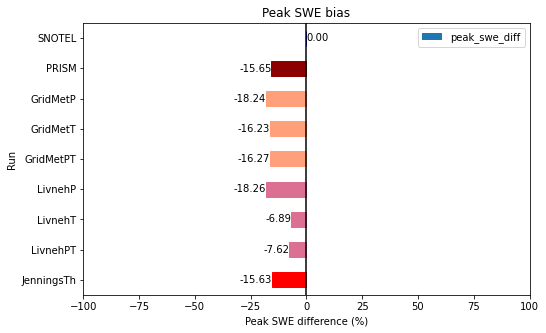 Peak SWE bias
peak_swe_diff
SNOTEL 0.00
PRISM -15.65
GridMetP -18.24
GridMetT -16.23
GridMetPT -16.27
LivnehP -18.26
LivnehT -6.89
LivnehPT -7.62
JenningsTh -15.63
Run
−100 −75 −50 −25 0 25 50 75 100
Peak SWE difference (%)